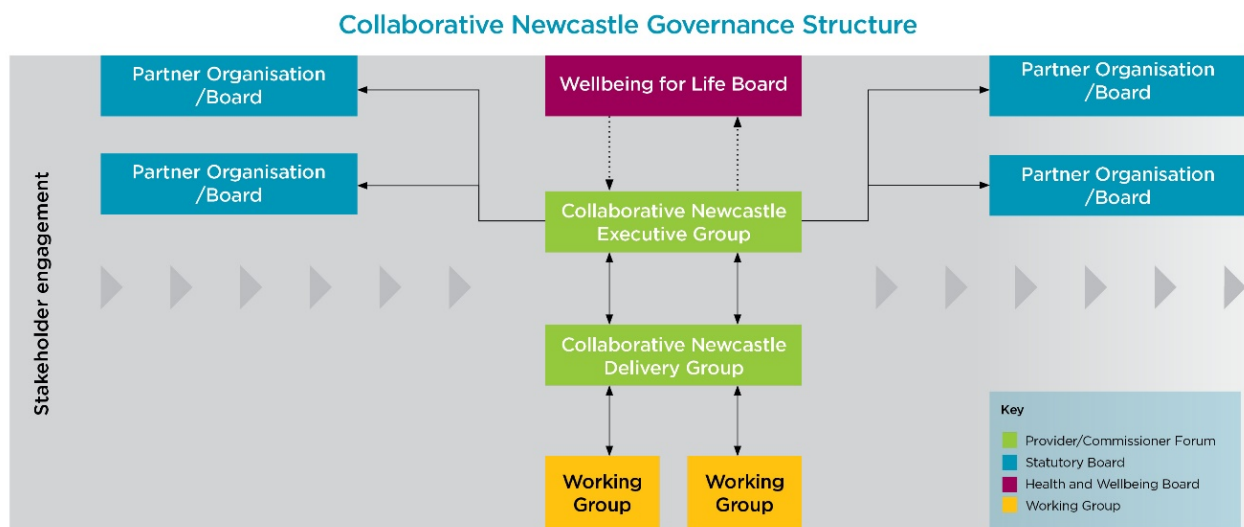 Collaborative Newcastle Governance Structure
Partner Organisation
/Board
Wellbeing for Life Board
Partner Organisation
/Board
Partner Organisation
/Board
Partner Organisation
/Board
Collaborative Newcastle
Executive Group
Stakeholder engagement
Collaborative Newcastle
Delivery Group
Working
Group
Working
Group
Key
Provider/Commissioner Forum
Statutory Board
Health and Wellbeing Board
Working Group